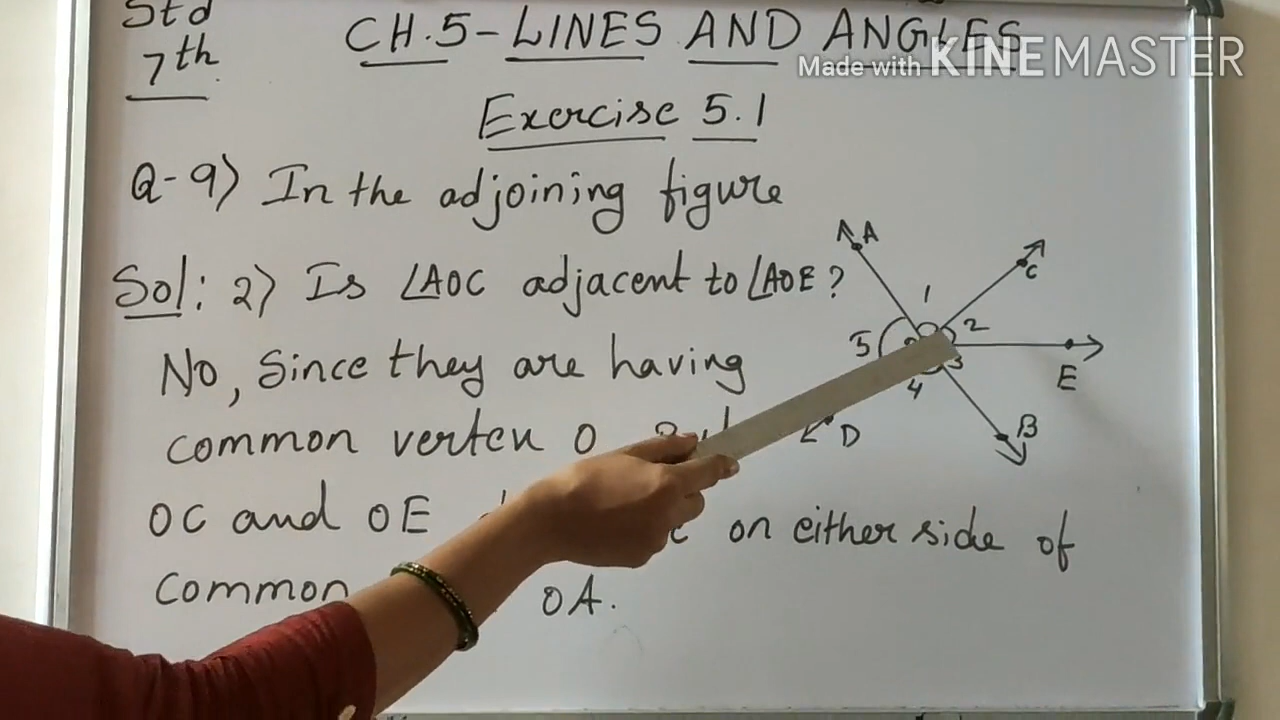 Std
7th
CH.5-LINES AND ANGLES
Made with KINEMASTER
Exercise 5.1
Q-9) In the adjoining figure
Sol: 2) Is ∠AOC adjacent to ∠AOE?
No, Since they are having
common vertex O
OC and OE on either side of
common OA.
A
C
1
2
5
3
4
E
B
D